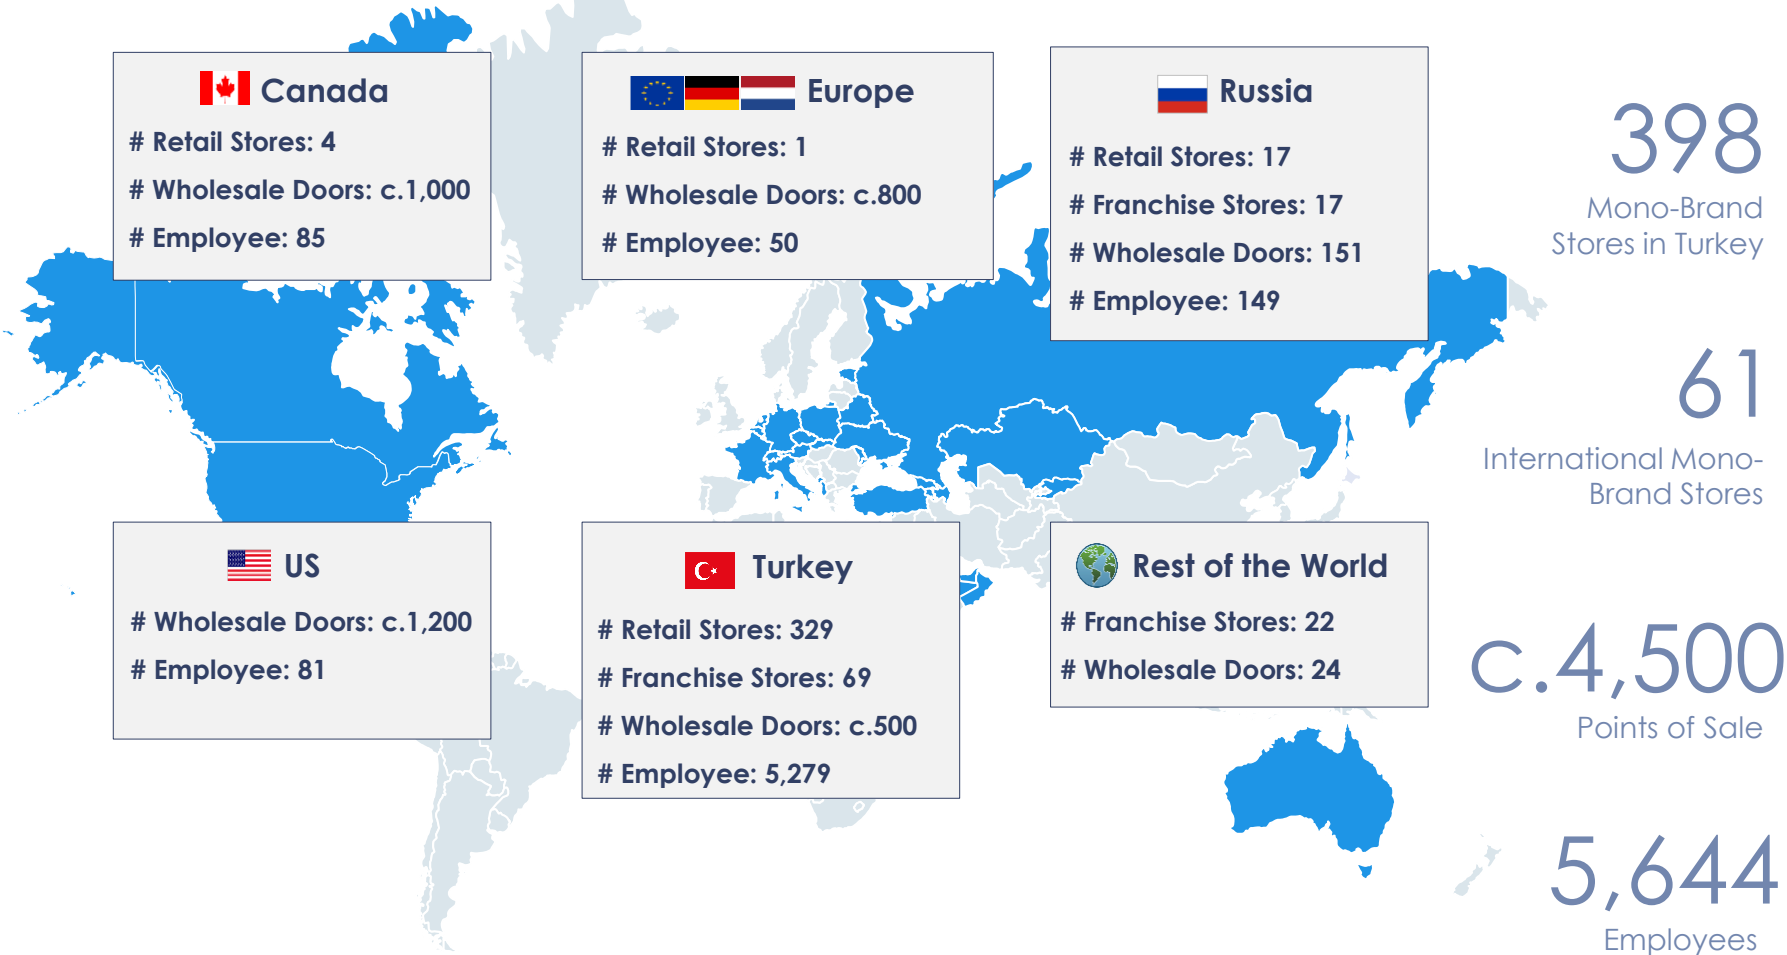 Canada
# Retail Stores: 4
# Wholesale Doors: c.1,000
# Employee: 85
Europe
# Retail Stores: 1
# Wholesale Doors: c.800
# Employee: 50
Russia
# Retail Stores: 17
# Franchise Stores: 17
# Wholesale Doors: 151
# Employee: 149
398
Mono-Brand
Stores in Turkey
61
International Mono-
Brand Stores
US
# Wholesale Doors: c.1,200
# Employee: 81
Turkey
# Retail Stores: 329
# Franchise Stores: 69
# Wholesale Doors: c.500
# Employee: 5,279
Rest of the World
# Franchise Stores: 22
# Wholesale Doors: 24
c.4,500
Points of Sale
5,644
Employees